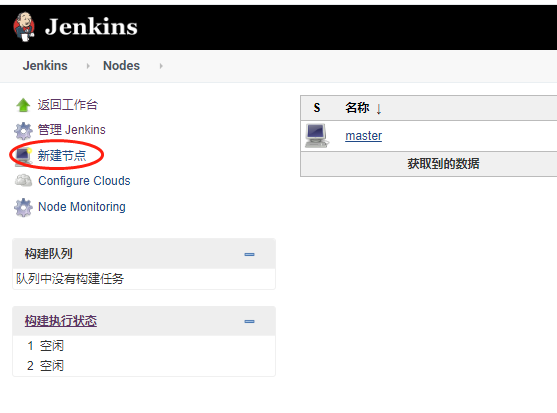 Jenkins
Jenkins Nodes
返回工作台
管理 Jenkins
新建节点
Configure Clouds
Node Monitoring
S 名称 ↓
master
获取到的数据
构建队列
队列中没有构建任务
构建执行状态
1 空闲
2 空闲